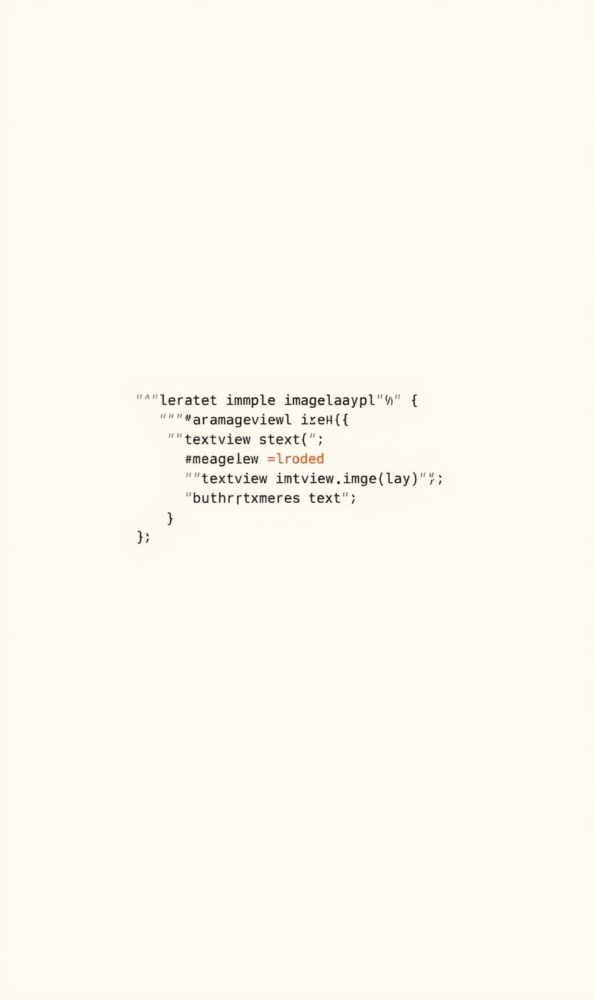 "^"leratet immple imagelaaypl"" {
"""#aramageviewl {{
""textview stext(";
#meagelew =lroded
""textview imtview.imge(lay)"";
"buthrrtxmeres text";
}
};